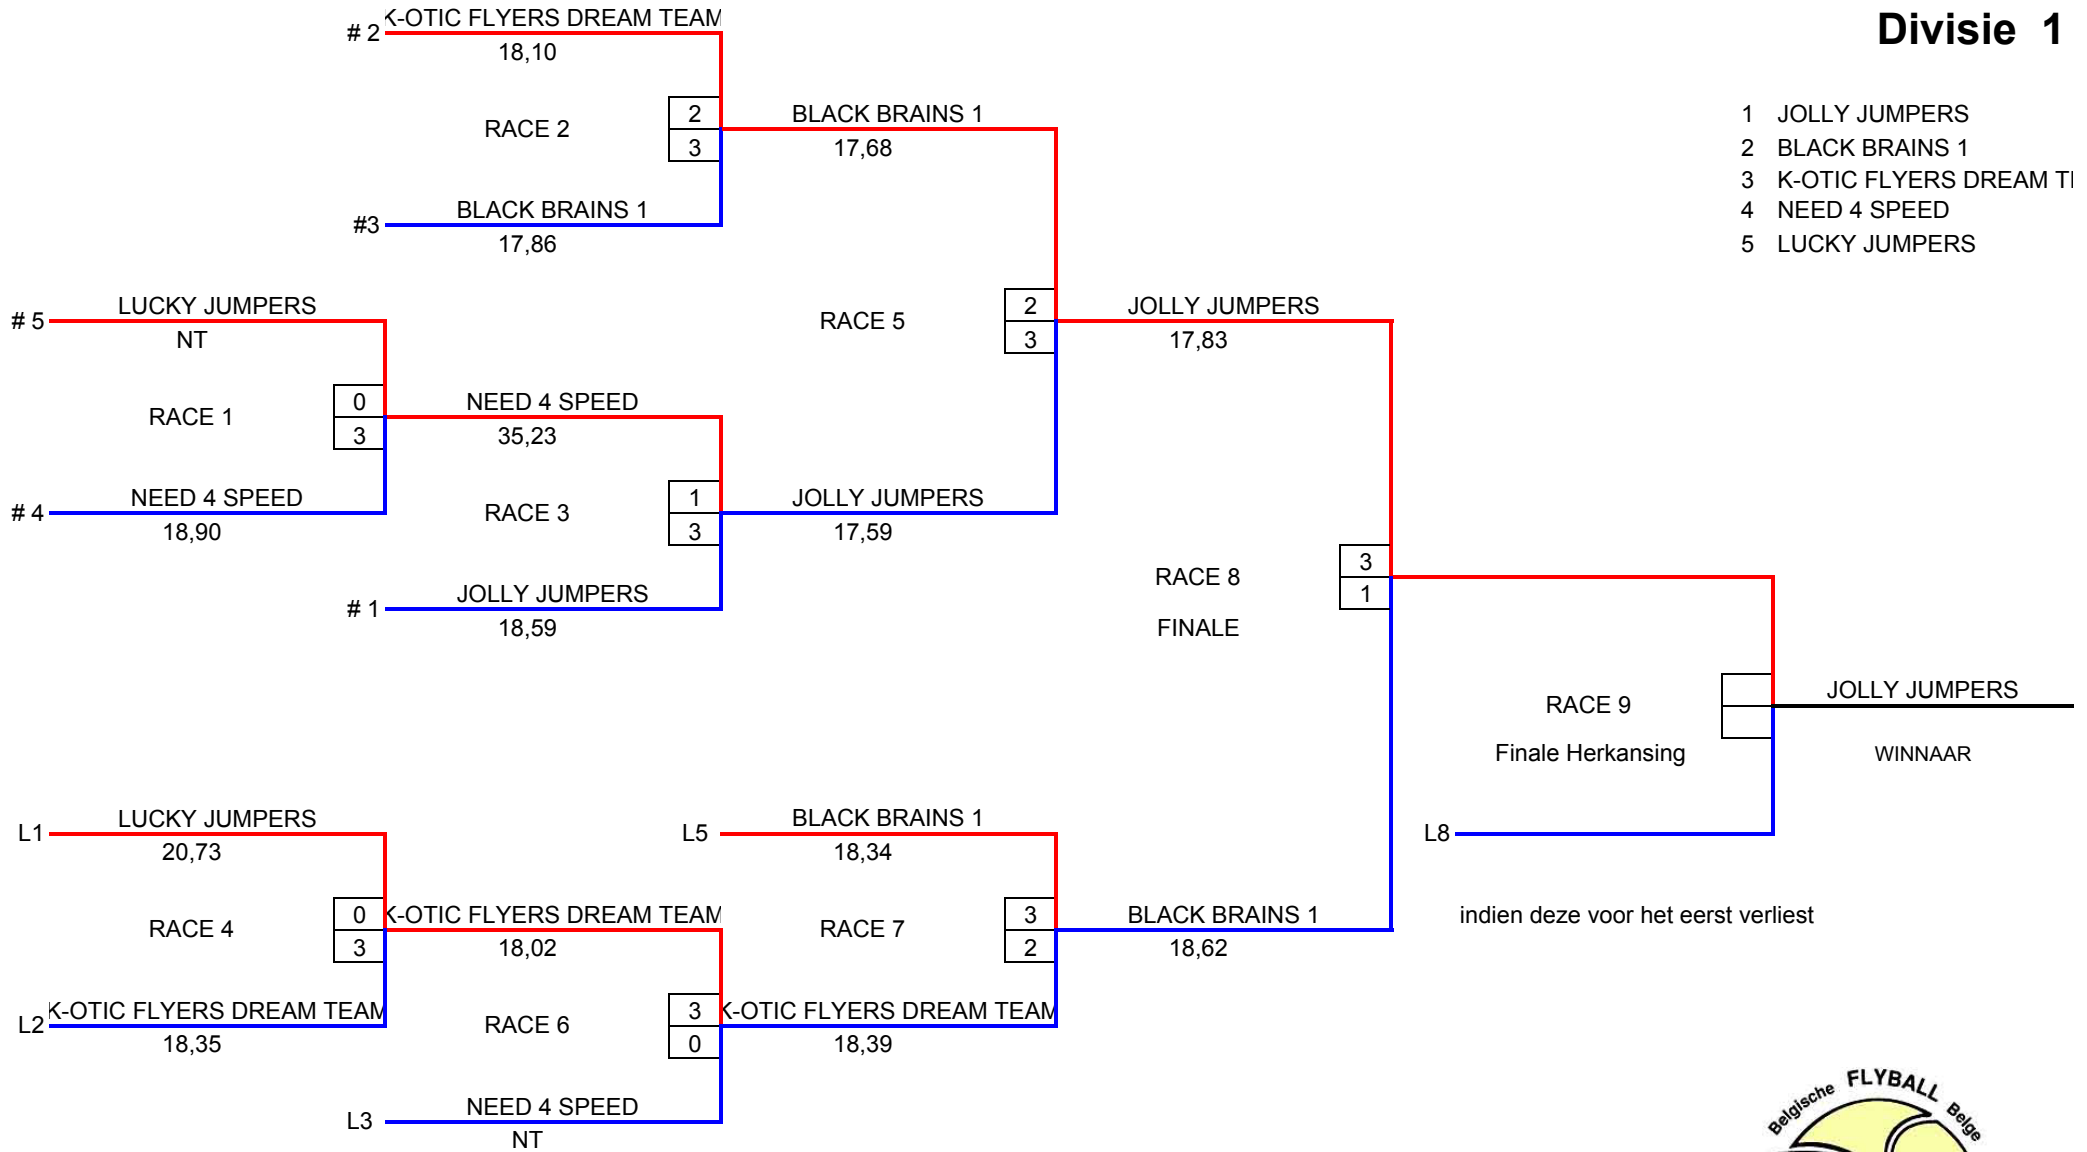 Divisie 1
1 JOLLY JUMPERS
2 BLACK BRAINS 1
3 K-OTIC FLYERS DREAM
4 NEED 4 SPEED
5 LUCKY JUMPERS
# 2 K-OTIC FLYERS DREAM TEAM
18,10
RACE 2
2
3
#3 BLACK BRAINS 1
17,86
# 5 LUCKY JUMPERS
NT
RACE 1
0
3
# 4 NEED 4 SPEED
18,90
NEED 4 SPEED
35,23
RACE 3
1
3
# 1 JOLLY JUMPERS
18,59
BLACK BRAINS 1
17,68
RACE 5
2
3
JOLLY JUMPERS
17,59
JOLLY JUMPERS
17,83
RACE 8
FINALE
3
1
L1 LUCKY JUMPERS
20,73
RACE 4
0
3
L2 K-OTIC FLYERS DREAM TEAM
18,35
K-OTIC FLYERS DREAM TEAM
18,02
RACE 6
3
0
L3 NEED 4 SPEED
NT
L5 BLACK BRAINS 1
18,34
RACE 7
3
2
K-OTIC FLYERS DREAM TEAM
18,39
BLACK BRAINS 1
18,62
RACE 9
Finale Herkansing
JOLLY JUMPERS
WINNAAR
L8
indien deze voor het eerst verliest
Belgische FLYBALL Belge